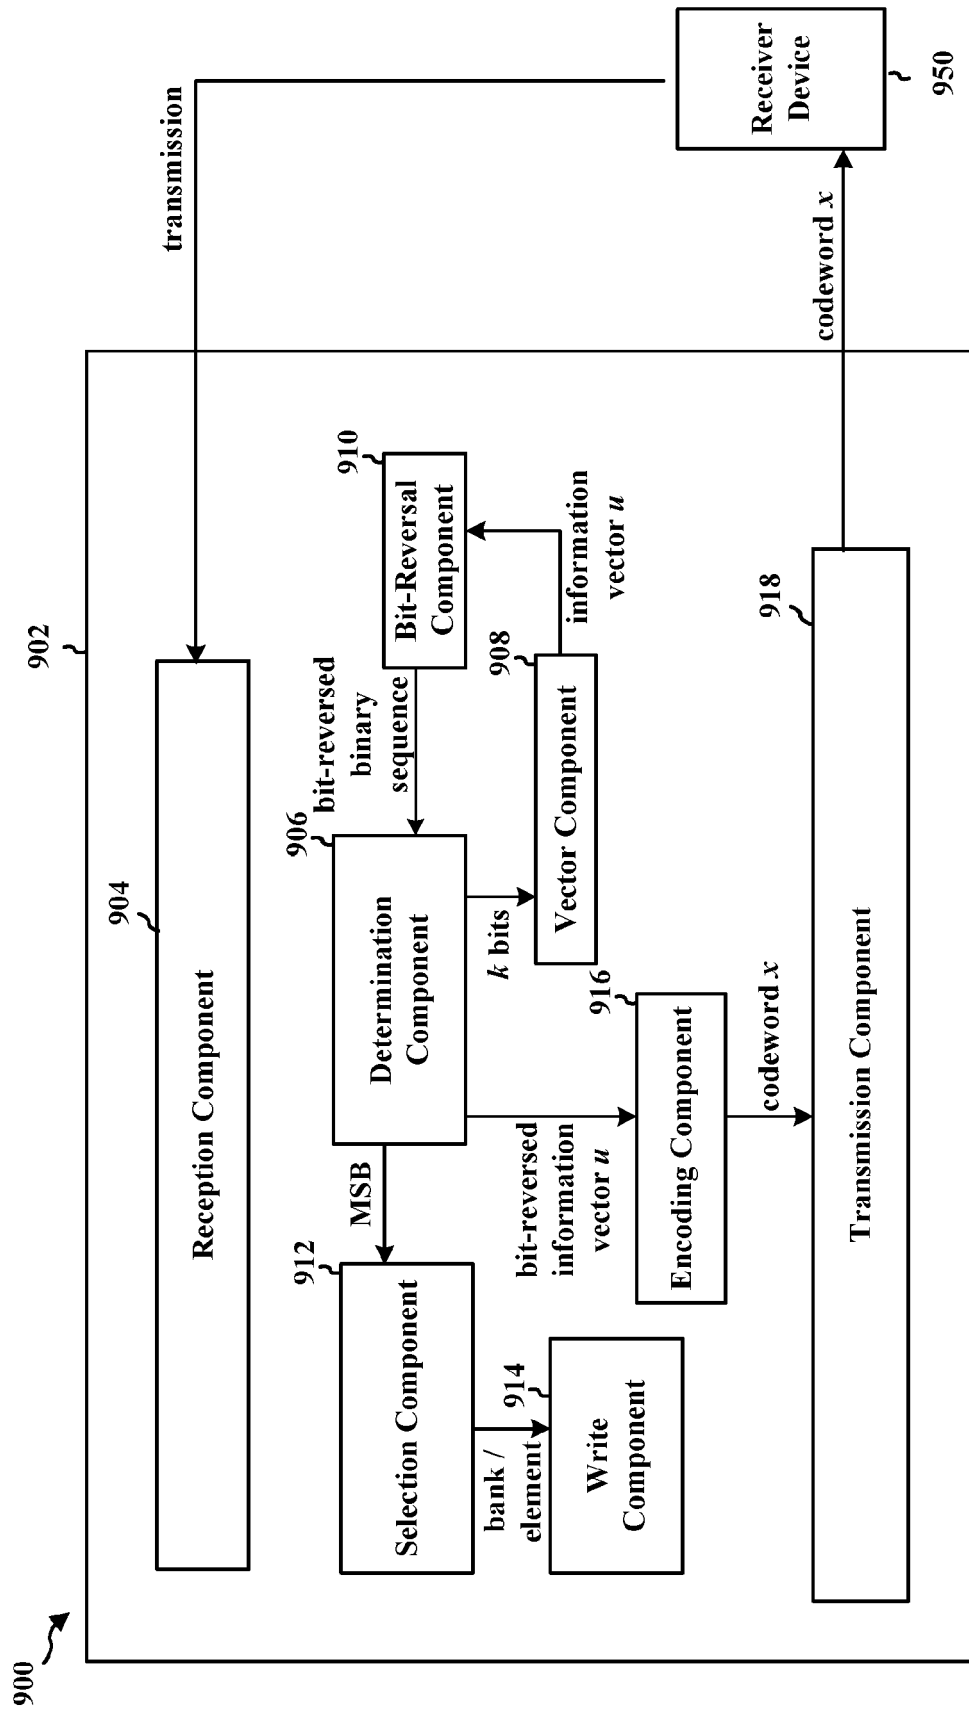 900
902
transmission
Reception Component
904
Determination
Component
906
bit-reversed
binary
sequence
Bit-Reversal
Component
910
MSB
Selection Component
912
k bits
Vector Component
908
information
vector u
bank /
element
Write
Component
914
bit-reversed
information
vector u
Encoding Component
916
codeword x
Transmission Component
918
codeword x
Receiver
Device
950